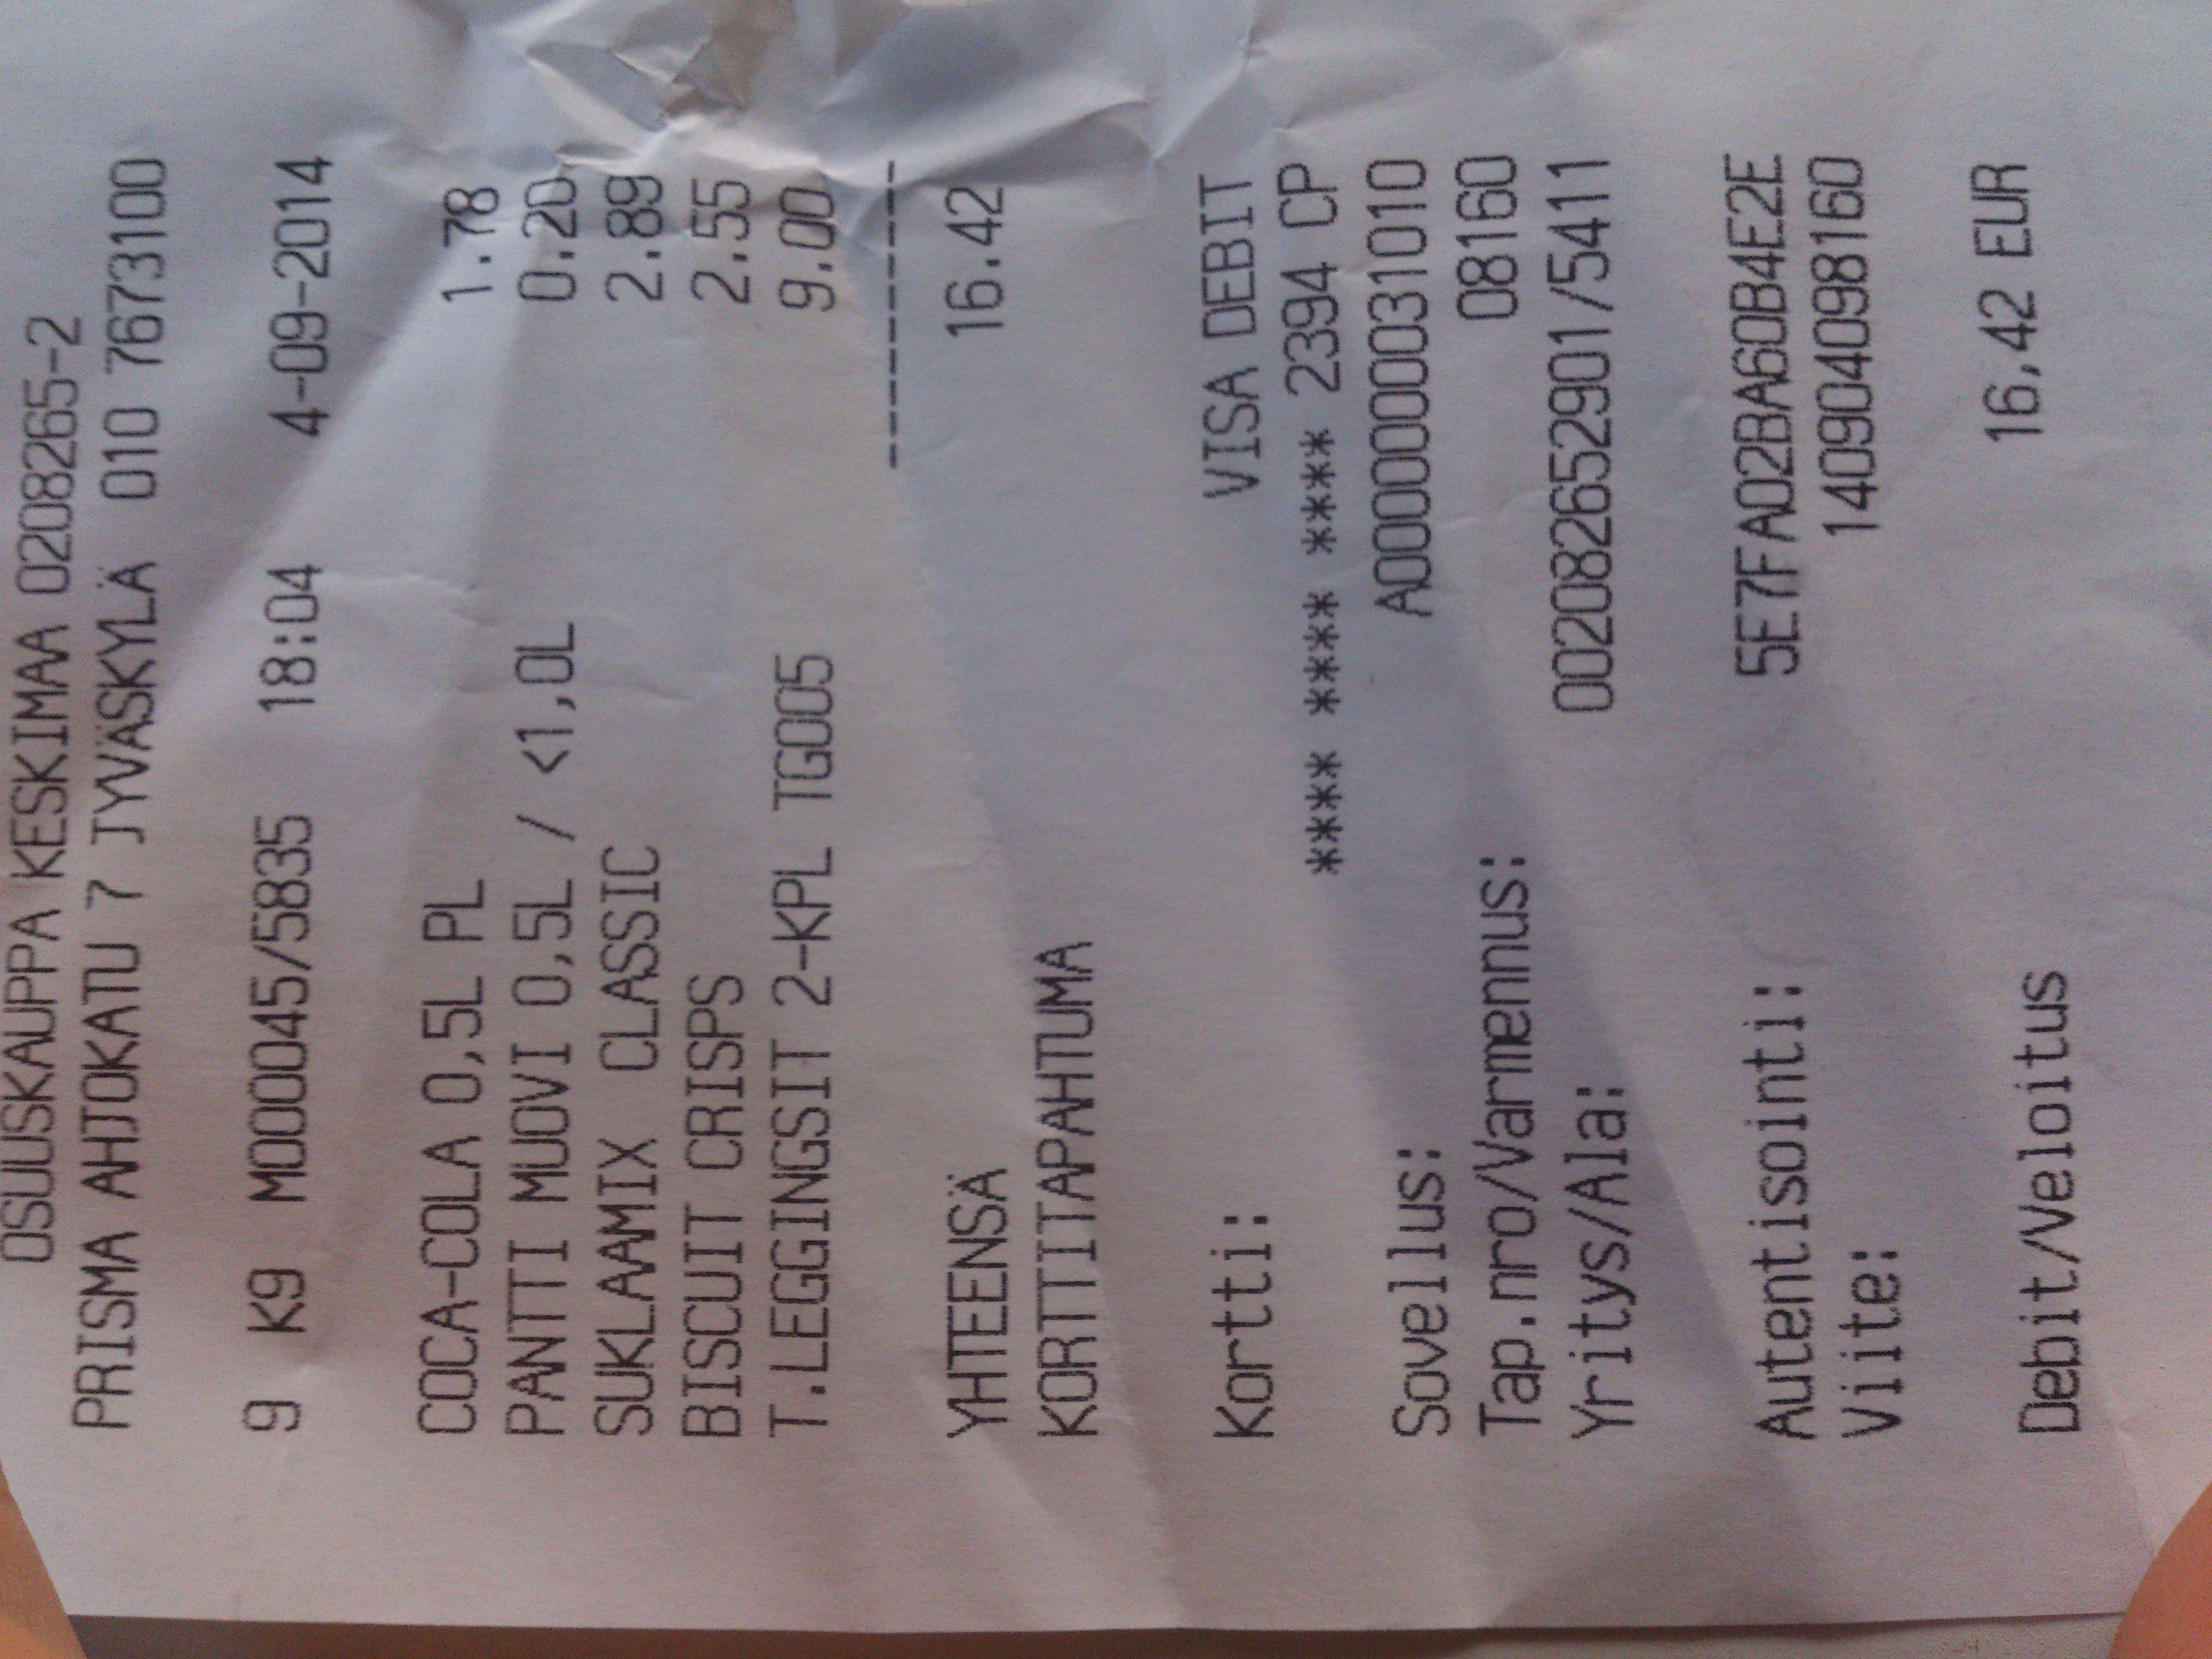 OSUUSKAUPPA KESKIMAA 0208265-2
PRISMA AHJOKATU 7 JYVÄSKYLÄ 010 7673100
9 K9 M000045/5835 18:04 4-09-2014
COCA-COLA 0,5L PL 1.78
PANTTI MUOVI 0,5L / <1,0L 0.20
SUKLAAMIX CLASSIC 2.89
BISCUIT CRISPS 2.55
T.LEGGINGSIT 2-KPL TG005 9.00
----------
YHTEENSÄ 16.42
KORTTITAPAHTUMA
Kortti: VISA DEBIT
**** **** **** 2394 CP
Sovellus: A0000000031010
Tap.nro/Varmennus: 08160
Yritys/Ala: 002082652901/5411
Autentisointi: 5E7FA02BA60B4E2E
Viite: 140904098160
Debit/Veloitus 16,42 EUR